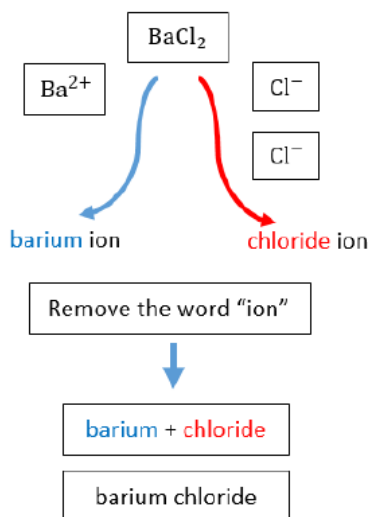 BaCl₂
Ba²⁺
Cl⁻
Cl⁻
barium ion
chloride ion
Remove the word “ion”
barium + chloride
barium chloride